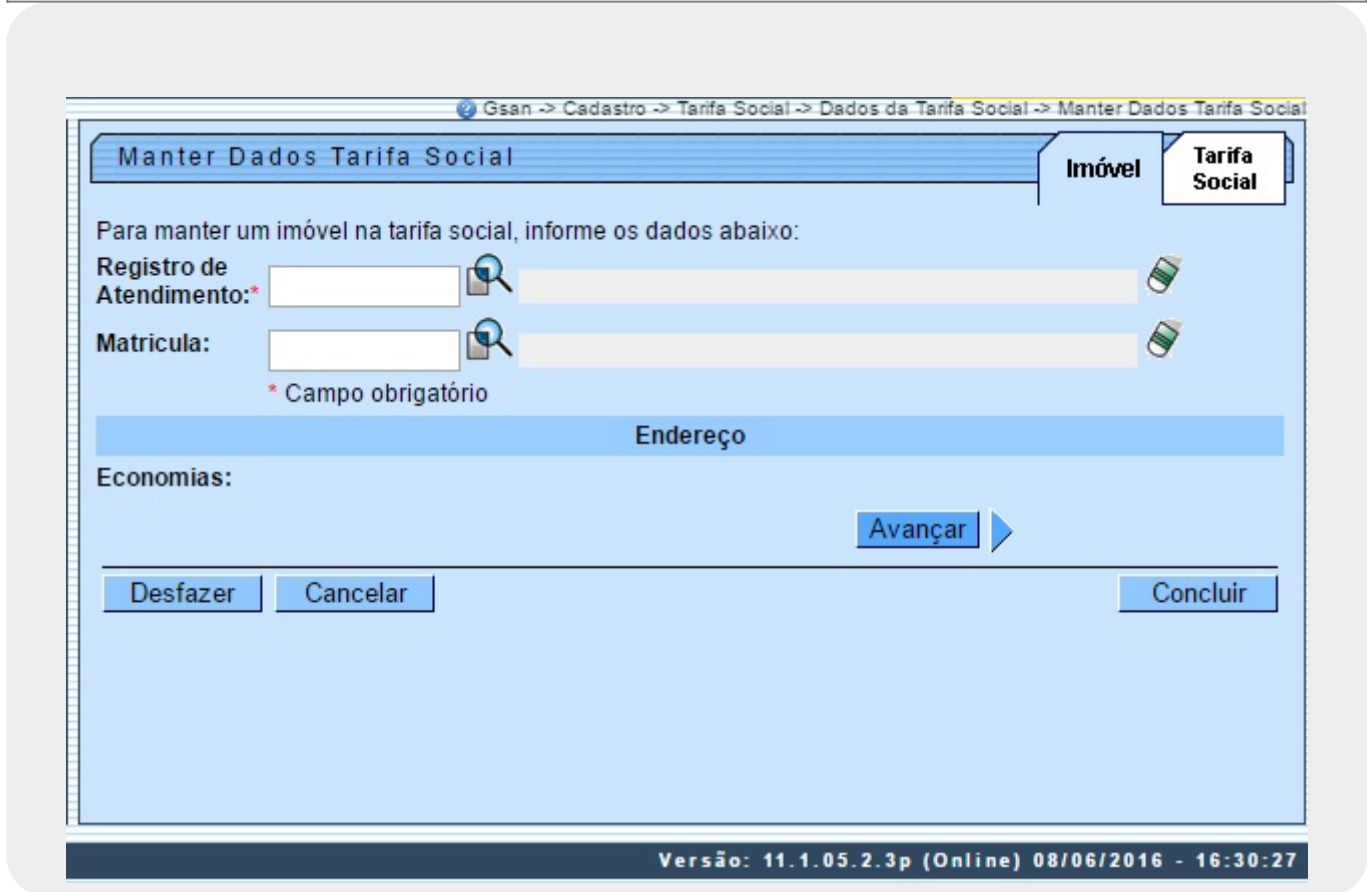 Gsan -> Cadastro -> Tarifa Social -> Dados da Tarifa Social -> Manter Dados Tarifa Social
Manter Dados Tarifa Social
Imóvel
Tarifa
Social
Para manter um imóvel na tarifa social, informe os dados abaixo:
Registro de
Atendimento:*
Matricula:
* Campo obrigatório
Endereço
Economias:
Avançar
Desfazer
Cancelar
Concluir
Versão: 11.1.05.2.3p (Online) 08/06/2016 - 16:30:27